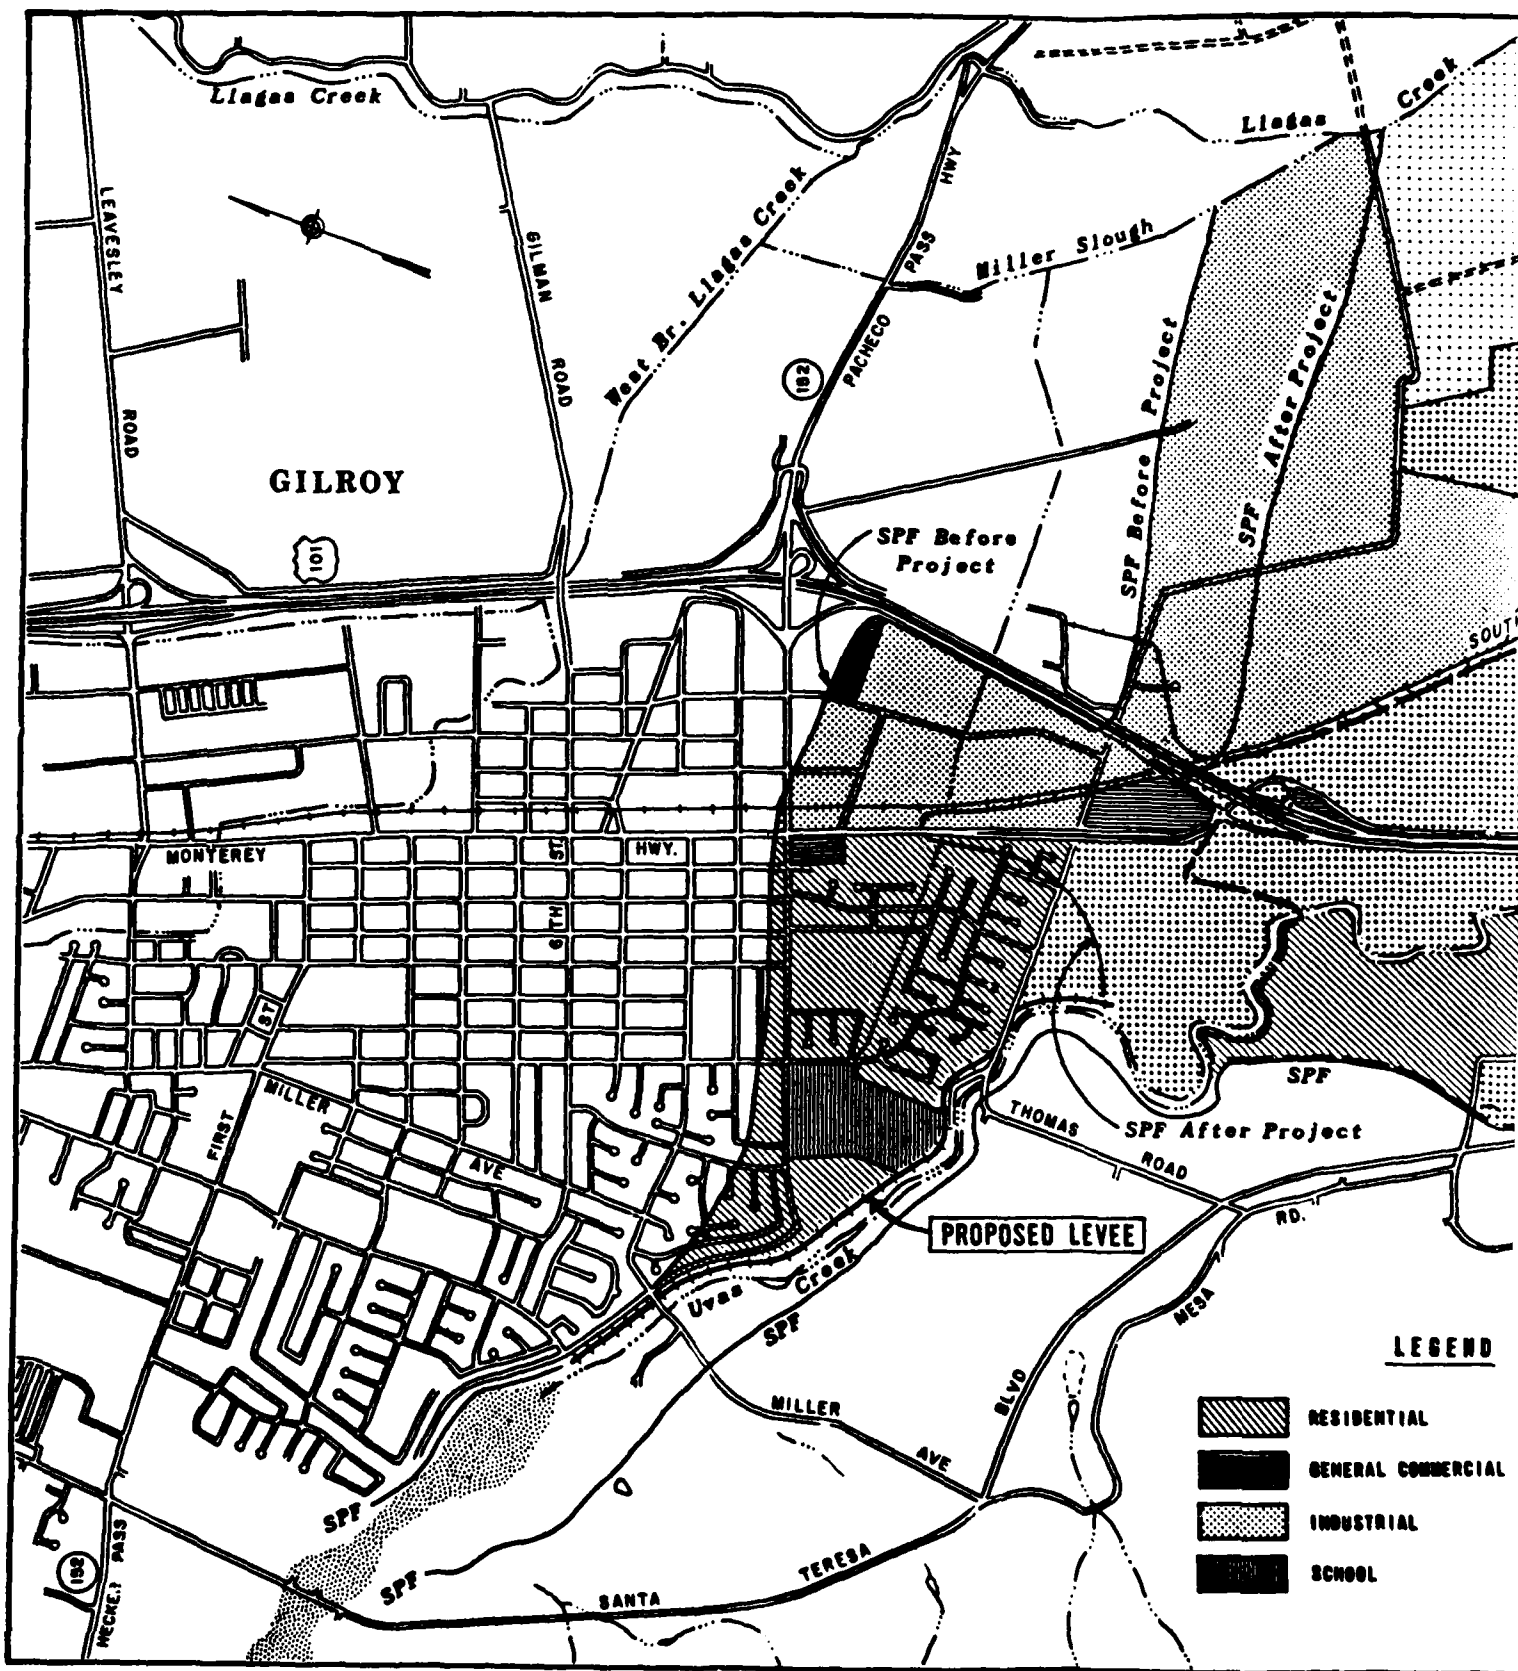 Creek
Llagas Creek
Llagas
LEAVESLEY
ROAD
GILMAN
ROAD
West Br. Llagas Creek
HWY
PASS
PACHECO
152
Miller Slough
SPF Before Project
SPF After Project
GILROY
101
SPF Before
Project
SOUTH
MONTEREY
HWY.
ST.
6TH
ST
FIRST
MILLER
AVE
SPF
THOMAS
ROAD
SPF After Project
RD.
MESA
PROPOSED LEVEE
Uvas Creek
SPF
BLVD
MILLER
AVE
SPF
SPF
SANTA
TERESA
152
PASS
LEGEND
RESIDENTIAL
GENERAL COMMERCIAL
INDUSTRIAL
SCHOOL